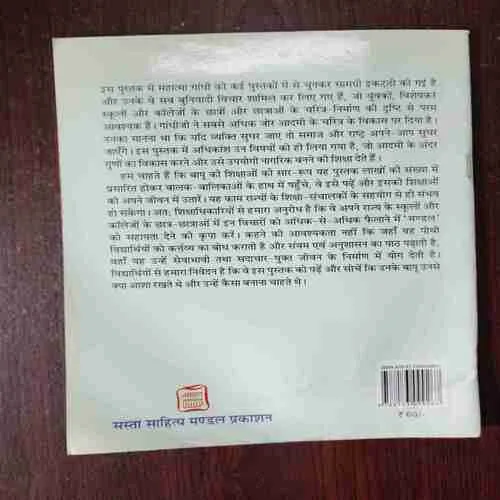 इस पुस्तक में महात्मा गांधी की कई पुस्तकों में से चुनकर सामग्री इकट्ठी की गई है
और उनके वे सब बुनियादी विचार शामिल कर लिए गए हैं, जो युवकों, विशेषकर
स्कूलों और कॉलेजों के छात्रों और छात्राओं के चरित्र-निर्माण की दृष्टि से परम
आवश्यक हैं। गांधीजी ने सबसे अधिक जोर आदमी के चरित्र के विकास पर दिया है।
उनका मानना था कि यदि व्यक्ति सुधर जाए तो समाज और राष्ट्र अपने-आप सुधर
जाएँगे। इस पुस्तक में अधिकांश उन विषयों को ही लिया गया है, जो आदमी के अंदर
गुणों का विकास करने और उसे उपयोगी नागरिक बनने की शिक्षा देते हैं।
हम चाहते हैं कि बापू की शिक्षाओं की सार-रूप यह पुस्तक लाखों की संख्या में
प्रसारित होकर बालक-बालिकाओं के हाथ में पहुँचे, वे इसे पढ़ें और इसकी शिक्षाओं
को अपने जीवन में उतारें। यह काम राज्यों के शिक्षा-संचालकों के सहयोग से ही संभव
हो सकेगा। अतः शिक्षाधिकारियों से हमारा अनुरोध है कि वे अपने राज्य के स्कूलों और
कॉलेजों के छात्र-छात्राओं में इन विचारों को अधिक-से-अधिक फैलाने में 'मण्डल'
को सहायता देने की कृपा करें। कहने की आवश्यकता नहीं कि जहाँ यह पोथी
विद्यार्थियों को कर्त्तव्य का बोध कराती है और संयम एवं अनुशासन का पाठ पढ़ाती है,
वहाँ यह उन्हें सेवाभावी तथा सदाचार-युक्त जीवन के निर्माण में योग देती है।
विद्यार्थियों से हमारा निवेदन है कि वे इस पुस्तक को पढ़ें और सोचें कि उनके बापू उनसे
क्या आशा रखते थे और उन्हें कैसा बनाना चाहते थे।
सस्ता साहित्य मण्डल प्रकाशन